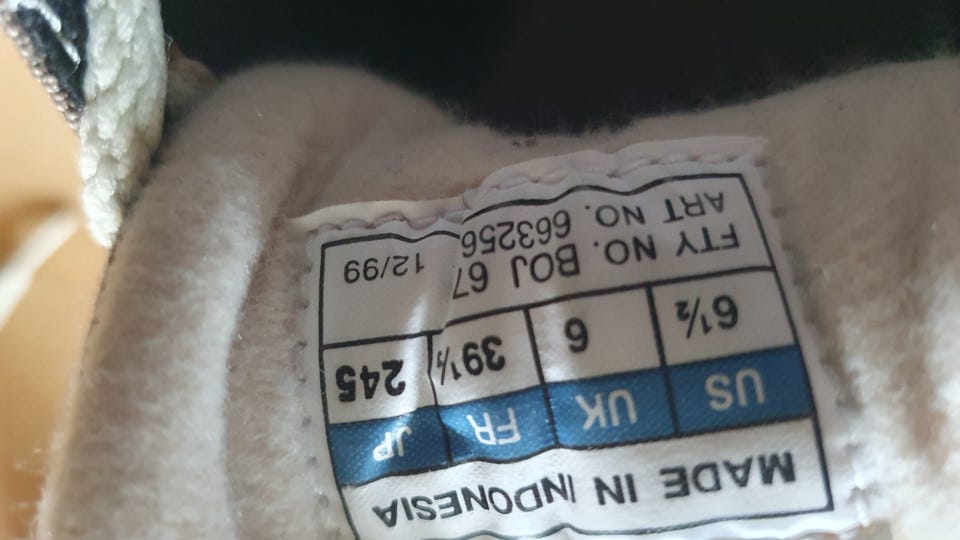 MADE IN INDONESIA
US UK FR JP
6½ 6 39⅓ 245
FTY NO. BOJ 67 12/99
ART NO. 663256